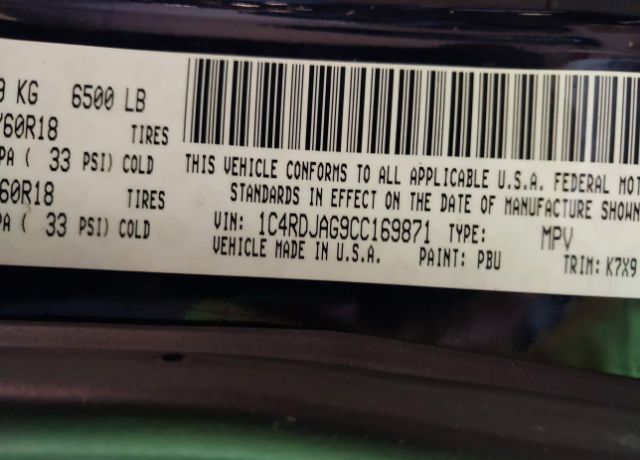 KG 6500 LB
60R18 TIRES
PA ( 33 PSI) COLD
60R18 TIRES
PA ( 33 PSI) COLD
THIS VEHICLE CONFORMS TO ALL APPLICABLE U.S.A. FEDERAL MOT
STANDARDS IN EFFECT ON THE DATE OF MANUFACTURE SHOWN
VIN: 1C4RDJAG9CC169871 TYPE: MPV
VEHICLE MADE IN U.S.A. PAINT: PBU TRIM: K7X9